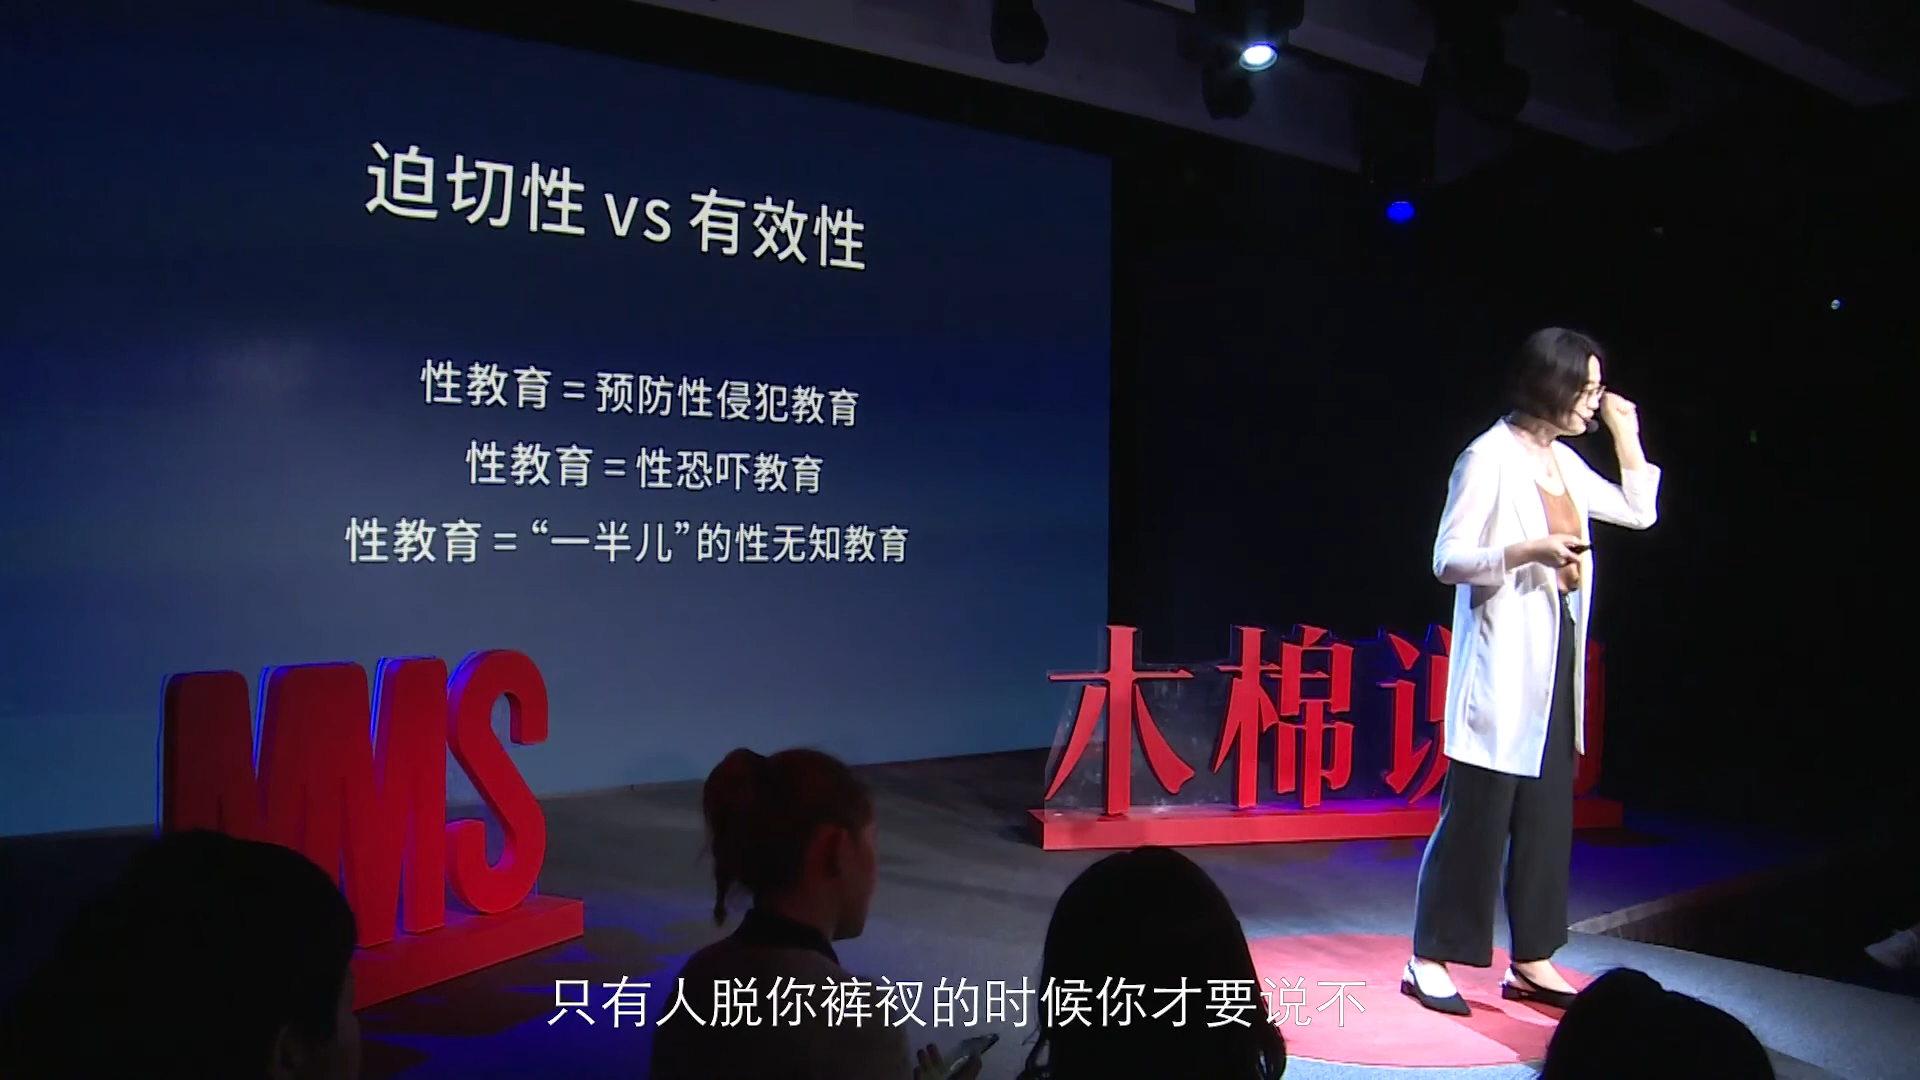 迫切性 vs 有效性
性教育 = 预防性侵犯教育
性教育 = 性恐吓教育
性教育 = “一半儿”的性无知教育
MMS
木棉说
只有人脱你裤衩的时候你才要说不